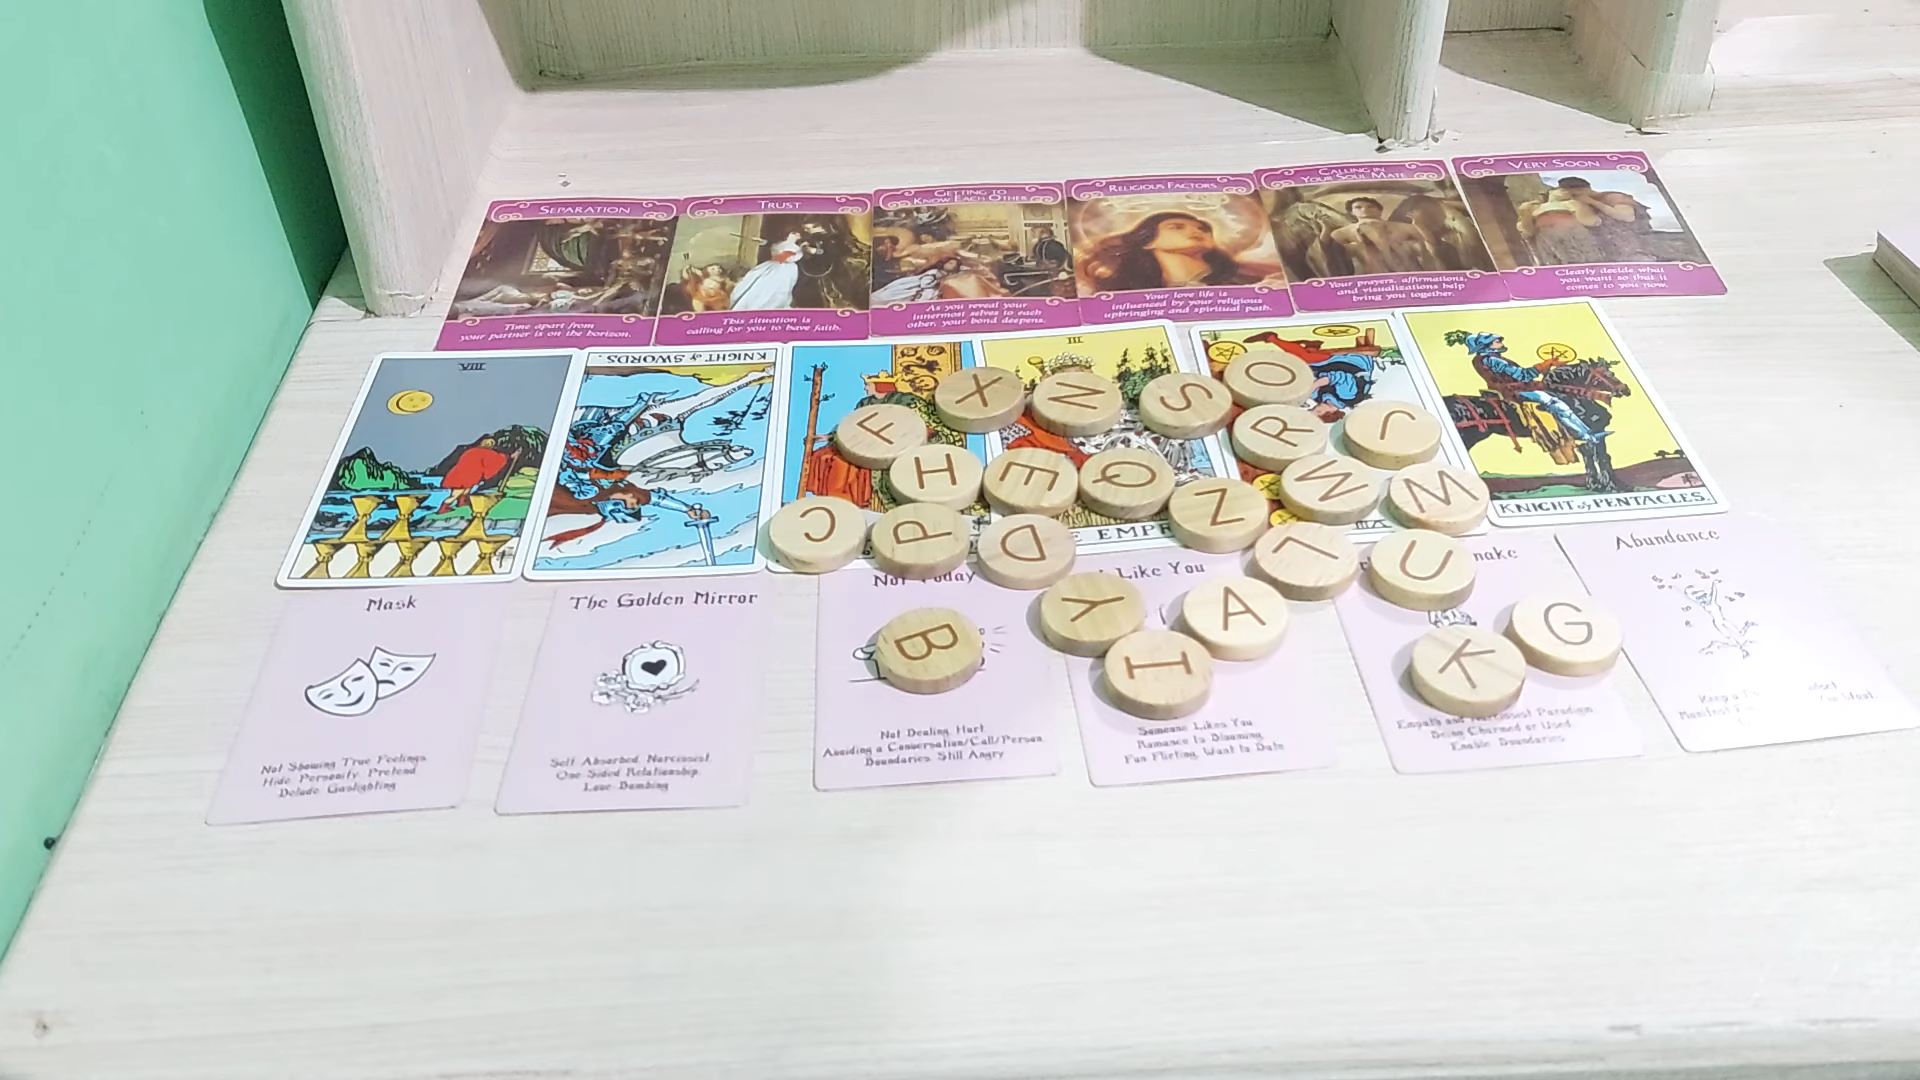 SEPARATION
Time apart from
your partner is on the horizon.
TRUST
This situation is
calling for you to have faith.
GETTING TO
KNOW EACH OTHER
As you reveal your
innermost selves to each
other, your bond deepens.
RELIGIOUS FACTORS
Your love life is
influenced by your religious
upbringing and spiritual path.
CALLING IN
YOUR SOUL MATE
Your prayers, affirmations,
and visualizations help
bring you together.
VERY SOON
Clearly decide what
you want so that it
comes to you now.
VIII
KNIGHT of SWORDS.
III
E EMPR
KNIGHT of PENTACLES.
X
N
S
O
F
R
J
H
E
Q
Z
W
M
C
P
D
L
U
Y
A
B
I
K
G
Mask
Not Showing True Feelings
Hide Personify Pretend
Delude Gaslighting
The Golden Mirror
Self Absorbed Narcissist
One Sided Relationship
Love Bombing
Not Today
Not Dealing Hurt
Avoiding a Conversation/Call/Person
Boundaries Still Angry
Like You
Someone Likes You
Romance Is Blooming
Fun Flirting Want to Date
Empath and Narcissist Paradigm
Being Charmed or Used
Enable Boundaries
Abundance